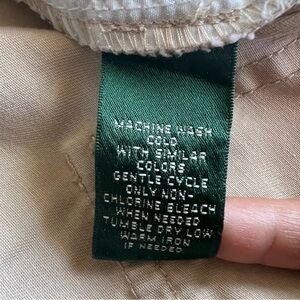 MACHINE WASH
COLD
WITH SIMILAR
COLORS
GENTLE CYCLE
ONLY NON-
CHLORINE BLEACH
WHEN NEEDED
TUMBLE DRY LOW
WARM IRON
IF NEEDED